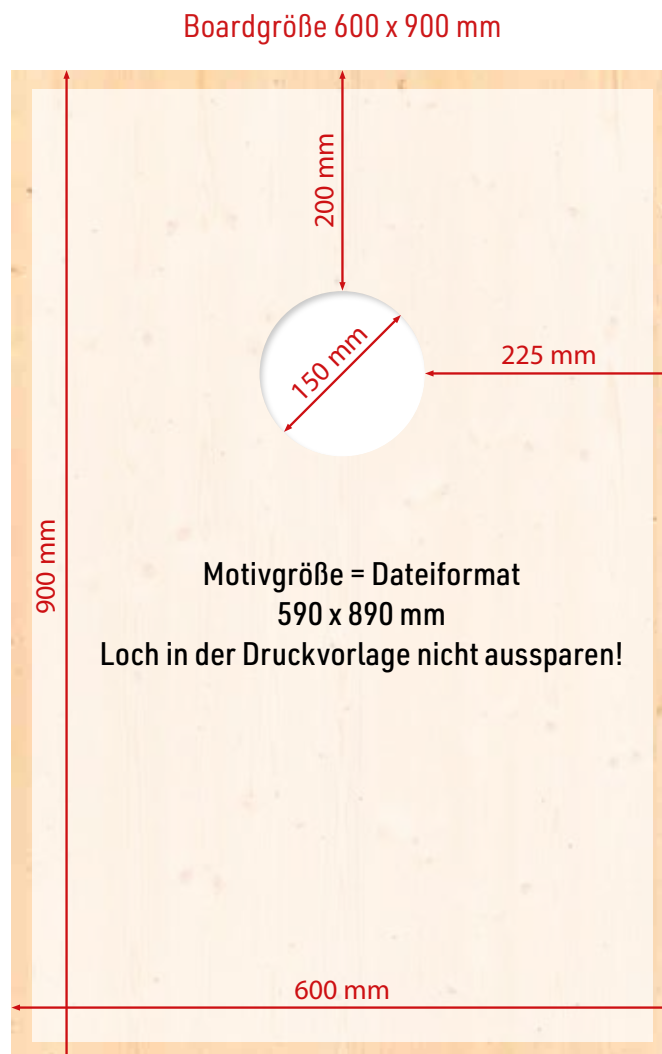 Boardgröße 600 x 900 mm
200 mm
150 mm
225 mm
900 mm
Motivgröße = Dateiformat
590 x 890 mm
Loch in der Druckvorlage nicht aussparen!
600 mm